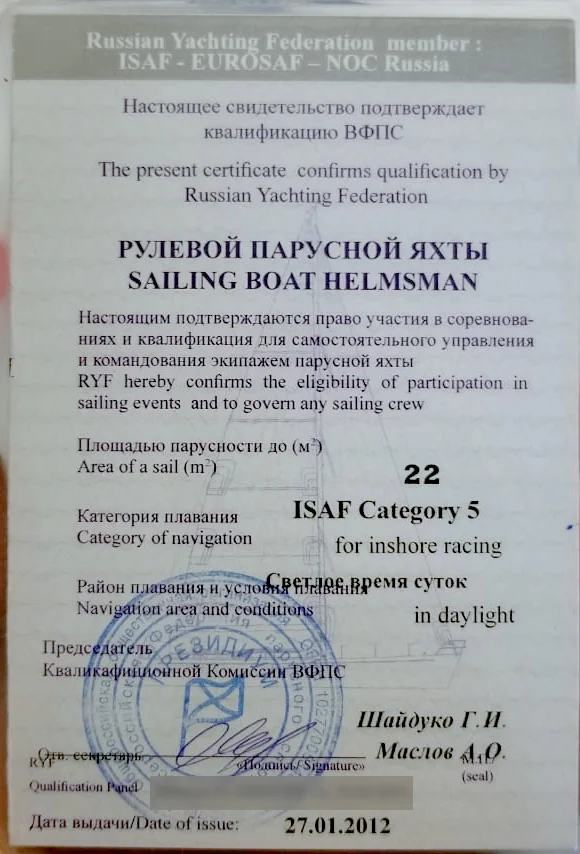 Russian Yachting Federation member :
ISAF - EUROSAF – NOC Russia
Настоящее свидетельство подтверждает
квалификацию ВФПС
The present certificate confirms qualification by
Russian Yachting Federation
РУЛЕВОЙ ПАРУСНОЙ ЯХТЫ
SAILING BOAT HELMSMAN
Настоящим подтверждаются право участия в соревнова-
ниях и квалификация для самостоятельного управления
и командования экипажем парусной яхты
RYF hereby confirms the eligibility of participation in
sailing events and to govern any sailing crew
Площадью парусности до (м²)
Area of a sail (m²)
22
Категория плавания
ISAF Category 5
Category of navigation
for inshore racing
Район плавания и условия плавания
Светлое время суток
Navigation area and conditions
in daylight
Председатель
Квалификационной Комиссии ВФПС
ПРЕЗИДИУМ
Шайдуко Г.И.
Отв. секретарь
Маслов А.О.
RYF
«Подпись/ Signature»
(seal)
Qualification Panel
Дата выдачи/Date of issue:
27.01.2012